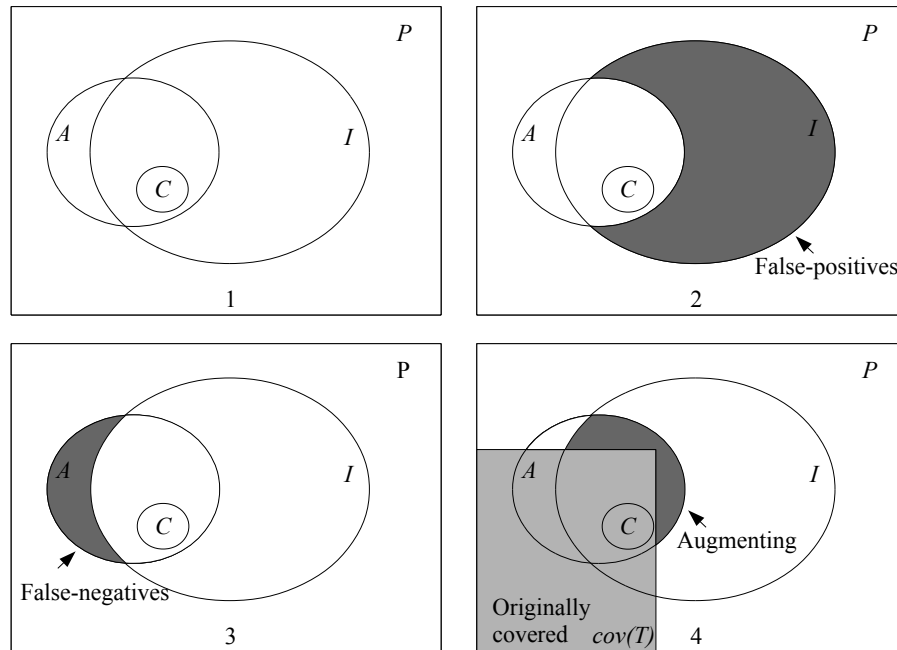 P
A
I
C
1
P
A
I
C
False-positives
2
P
A
I
C
False-negatives
3
P
A
I
C
Augmenting
Originally
covered cov(T)
4